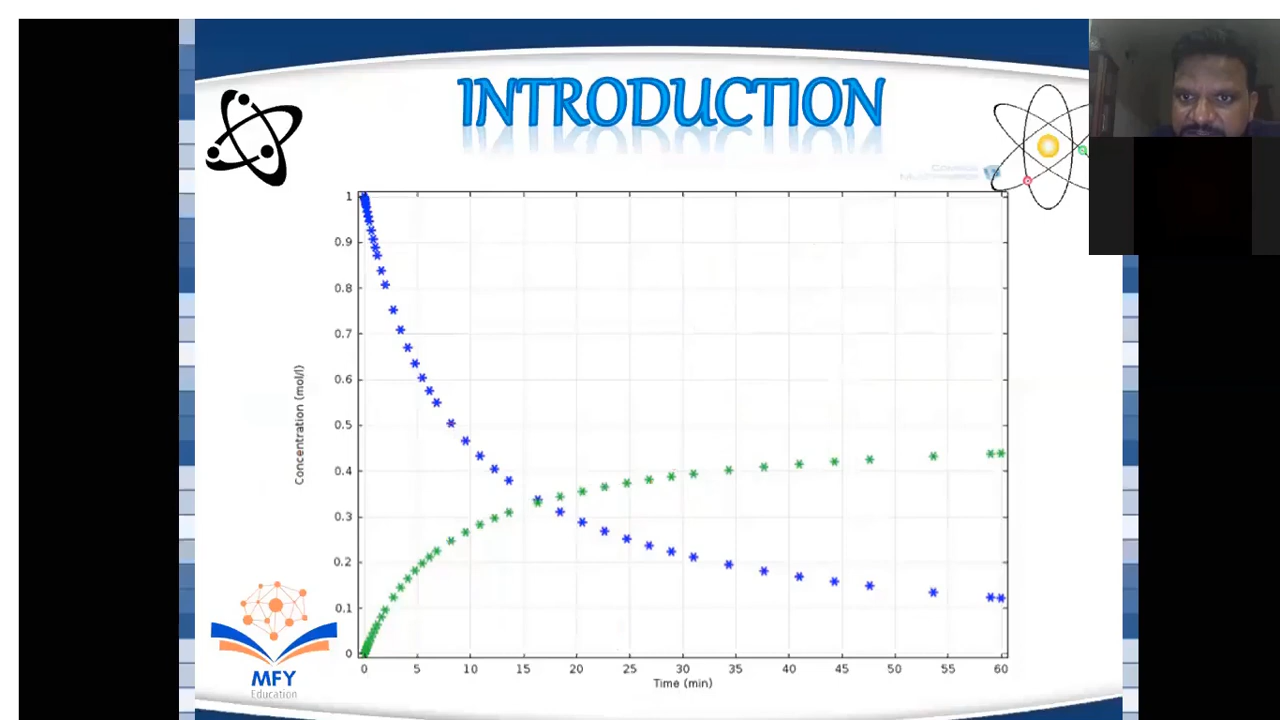 INTRODUCTION
COMSOL
MULTIPHYSICS
1
0.9
0.8
0.7
0.6
0.5
0.4
0.3
0.2
0.1
0
Concentration (mol/l)
0 5 10 15 20 25 30 35 40 45 50 55 60
Time (min)
MFY
Education